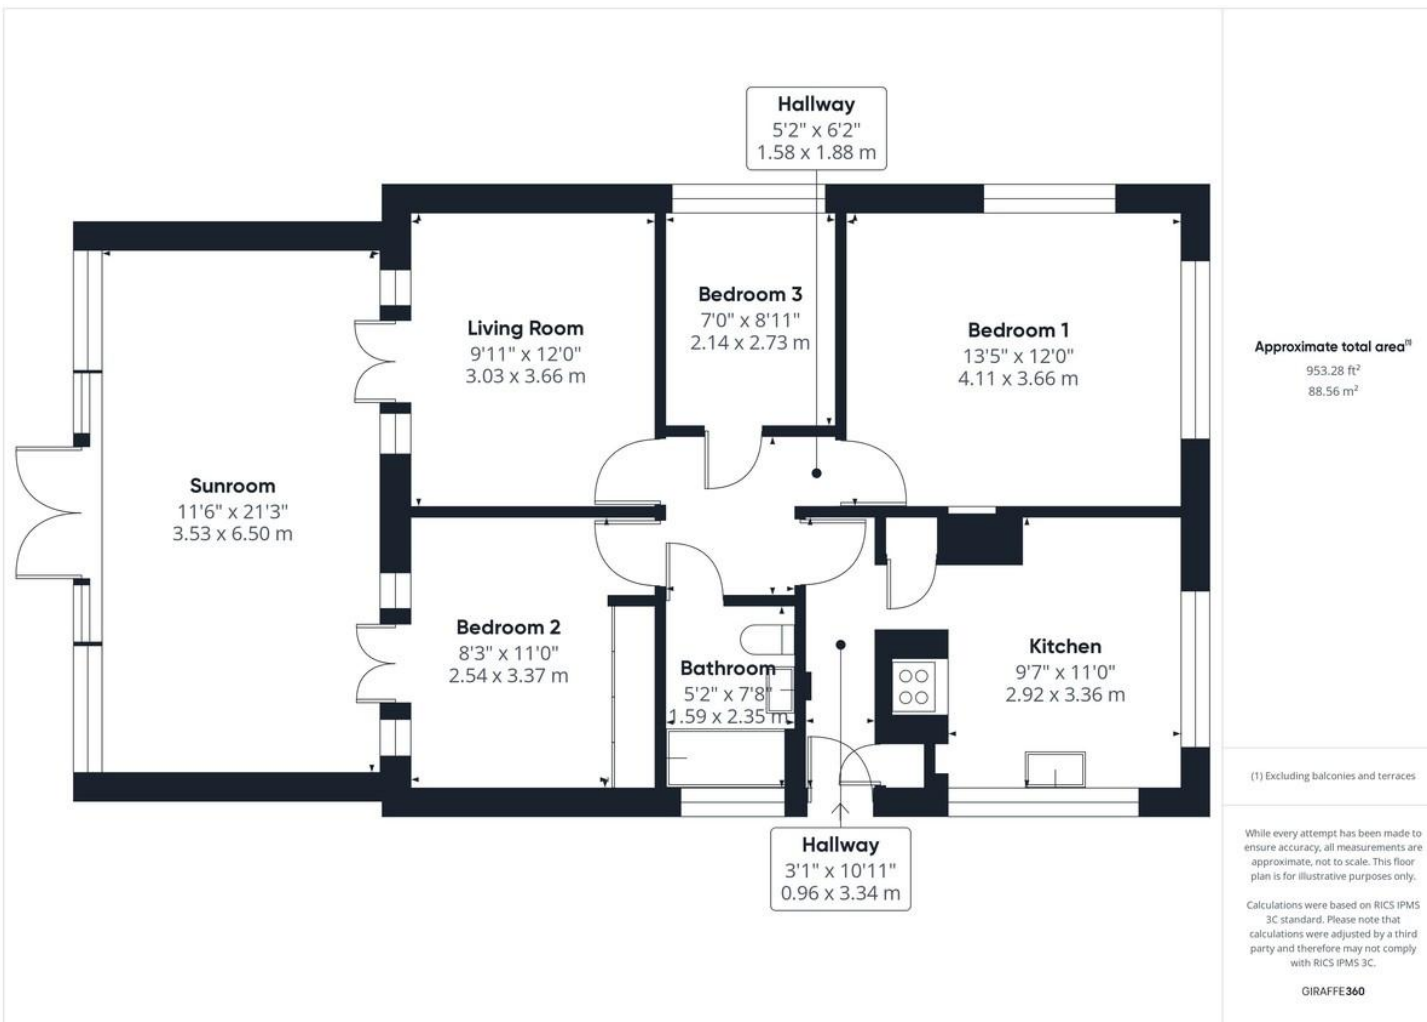 Hallway
5'2" x 6'2"
1.58 x 1.88 m
Living Room
9'11" x 12'0"
3.03 x 3.66 m
Bedroom 3
7'0" x 8'11"
2.14 x 2.73 m
Bedroom 1
13'5" x 12'0"
4.11 x 3.66 m
Sunroom
11'6" x 21'3"
3.53 x 6.50 m
Bedroom 2
8'3" x 11'0"
2.54 x 3.37 m
Bathroom
5'2" x 7'8"
1.59 x 2.35 m
Kitchen
9'7" x 11'0"
2.92 x 3.36 m
Hallway
3'1" x 10'11"
0.96 x 3.34 m
Approximate total area(1)
953.28 ft²
88.56 m²
(1) Excluding balconies and terraces
While every attempt has been made to
ensure accuracy, all measurements are
approximate, not to scale. This floor
plan is for illustrative purposes only.
Calculations were based on RICS IPMS
3C standard. Please note that
calculations were adjusted by a third
party and therefore may not comply
with RICS IPMS 3C.
GIRAFFE360